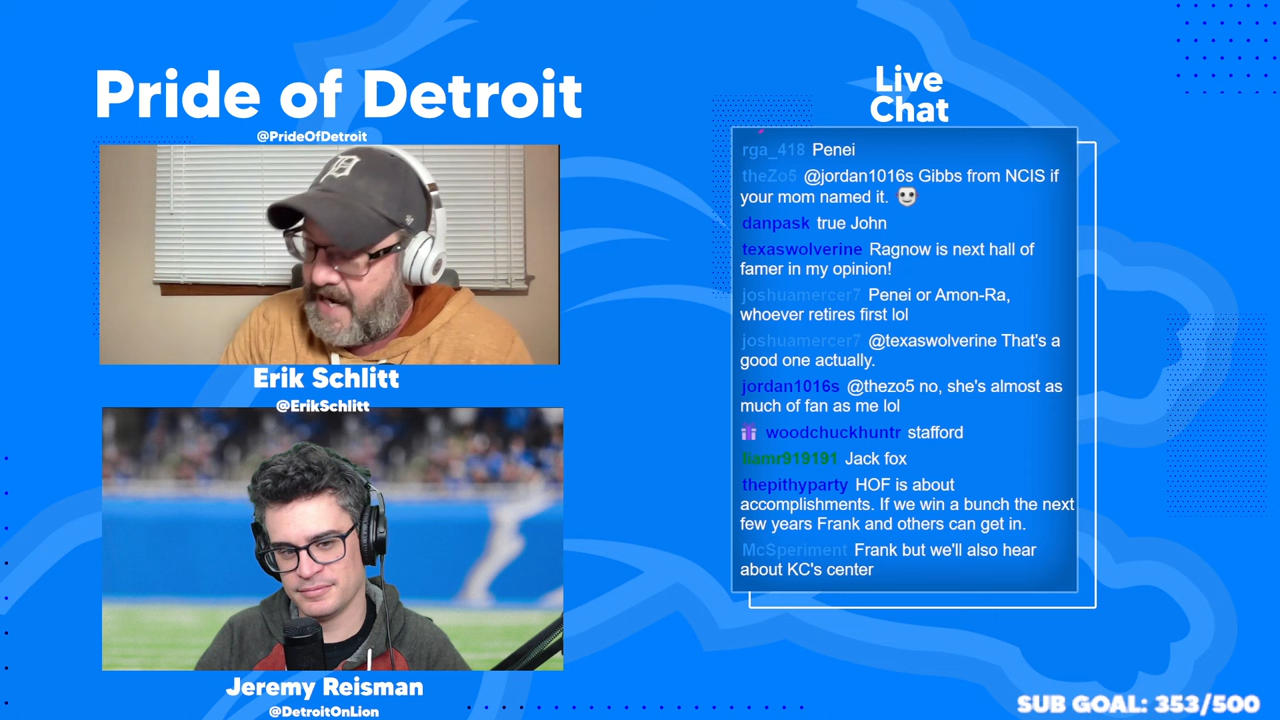 Pride of Detroit
@PrideOfDetroit
Erik Schlitt
@ErikSchlitt
Jeremy Reisman
@DetroitOnLion
Live
Chat
rga_418 Penei
theZo5 @jordan1016s Gibbs from NCIS if
your mom named it.
danpask true John
texaswolverine Ragnow is next hall of
famer in my opinion!
joshuamercer7 Penei or Amon-Ra,
whoever retires first lol
joshuamercer7 @texaswolverine That's a
good one actually.
jordan1016s @thezo5 no, she's almost as
much of fan as me lol
woodchuckhuntr stafford
liamr919191 Jack fox
thepithyparty HOF is about
accomplishments. If we win a bunch the next
few years Frank and others can get in.
McSperiment Frank but we'll also hear
about KC's center
SUB GOAL: 353/500